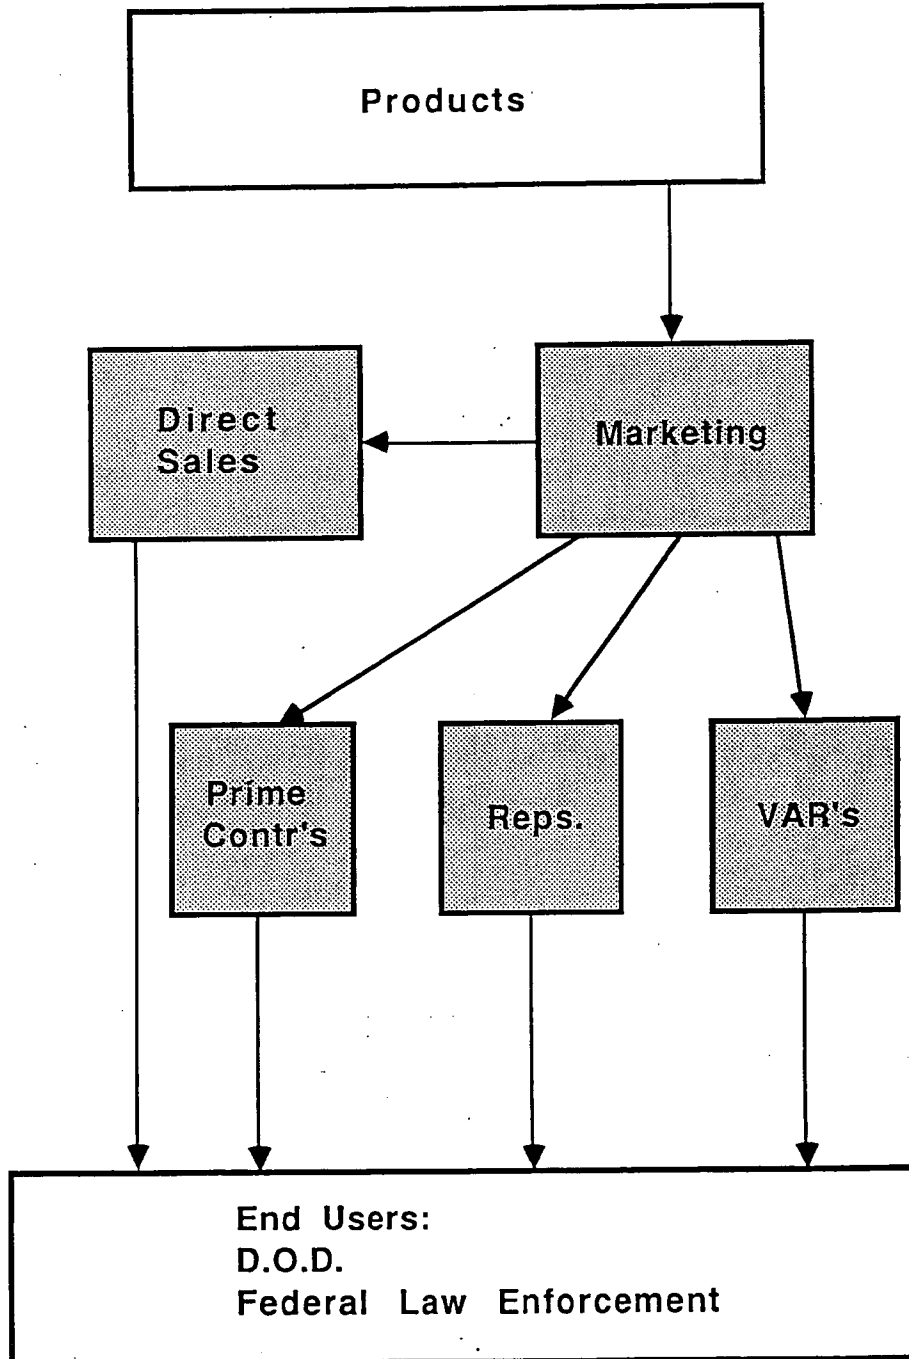 Products
Direct
Sales
Marketing
Prime
Contr's
Reps.
VAR's
End Users:
D.O.D.
Federal Law Enforcement